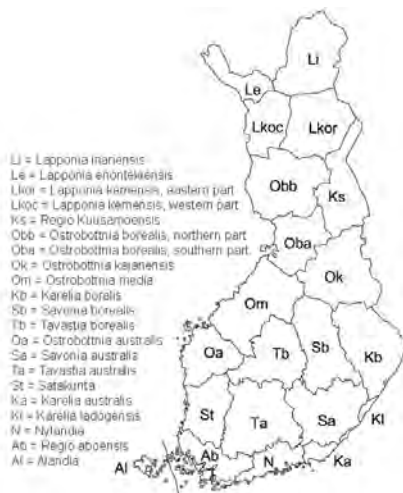 Li = Lapponia inariensis
Le = Lapponia enontekiensis
Lkor = Lapponia kemensis, eastern part
Lkoc = Lapponia kemensis, western part
Ks = Regio Kuusamoensis
Obb = Ostrobottnia borealis, northern part
Oba = Ostrobottnia borealis, southern part
Ok = Ostrobottnia kajanensis
Om = Ostrobottnia media
Kb = Karelia boralis
Sb = Savonia borealis
Tb = Tavastia borealis
Oa = Ostrobottnia australis
Sa = Savonia australis
Ta = Tavastia australis
St = Satakunta
Ka = Karelia australis
Kl = Karelia ladogensis
N = Nylandia
Ab = Regio aboensis
Al = Alandia
Li
Le
Lkoc Lkor
Obb
Ks
Oba
Ok
Om
Oa Tb Sb Kb
St Ta Sa Kl
Al Ab N Ka